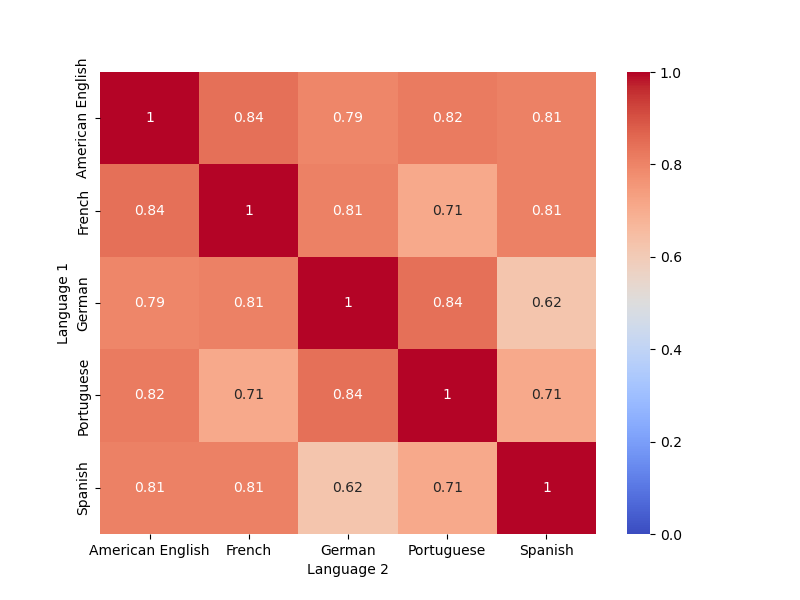 American English
1
0.84
0.79
0.82
0.81
French
0.84
1
0.81
0.71
0.81
German
0.79
0.81
1
0.84
0.62
Portuguese
0.82
0.71
0.84
1
0.71
Spanish
0.81
0.81
0.62
0.71
1
Language 1
American English
French
German
Portuguese
Spanish
Language 2
1.0
0.8
0.6
0.4
0.2
0.0